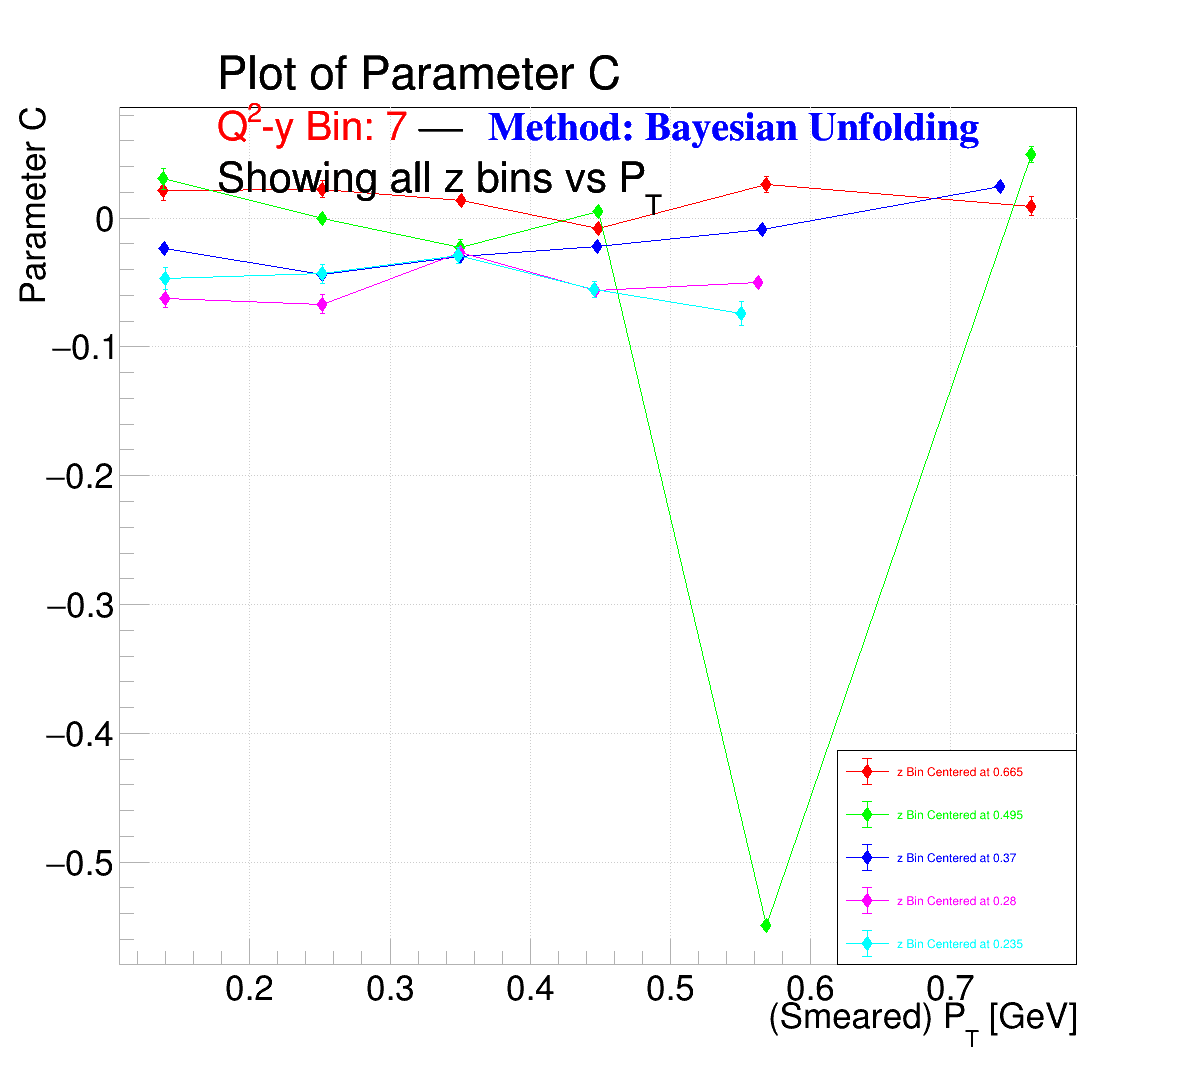 Plot of Parameter C
Q²-y Bin: 7 — Method: Bayesian Unfolding
Showing all z bins vs P_T
Parameter C
0
−0.1
−0.2
−0.3
−0.4
−0.5
z Bin Centered at 0.665
z Bin Centered at 0.495
z Bin Centered at 0.37
z Bin Centered at 0.28
z Bin Centered at 0.235
0.2 0.3 0.4 0.5 0.6 0.7
(Smeared) P_T [GeV]